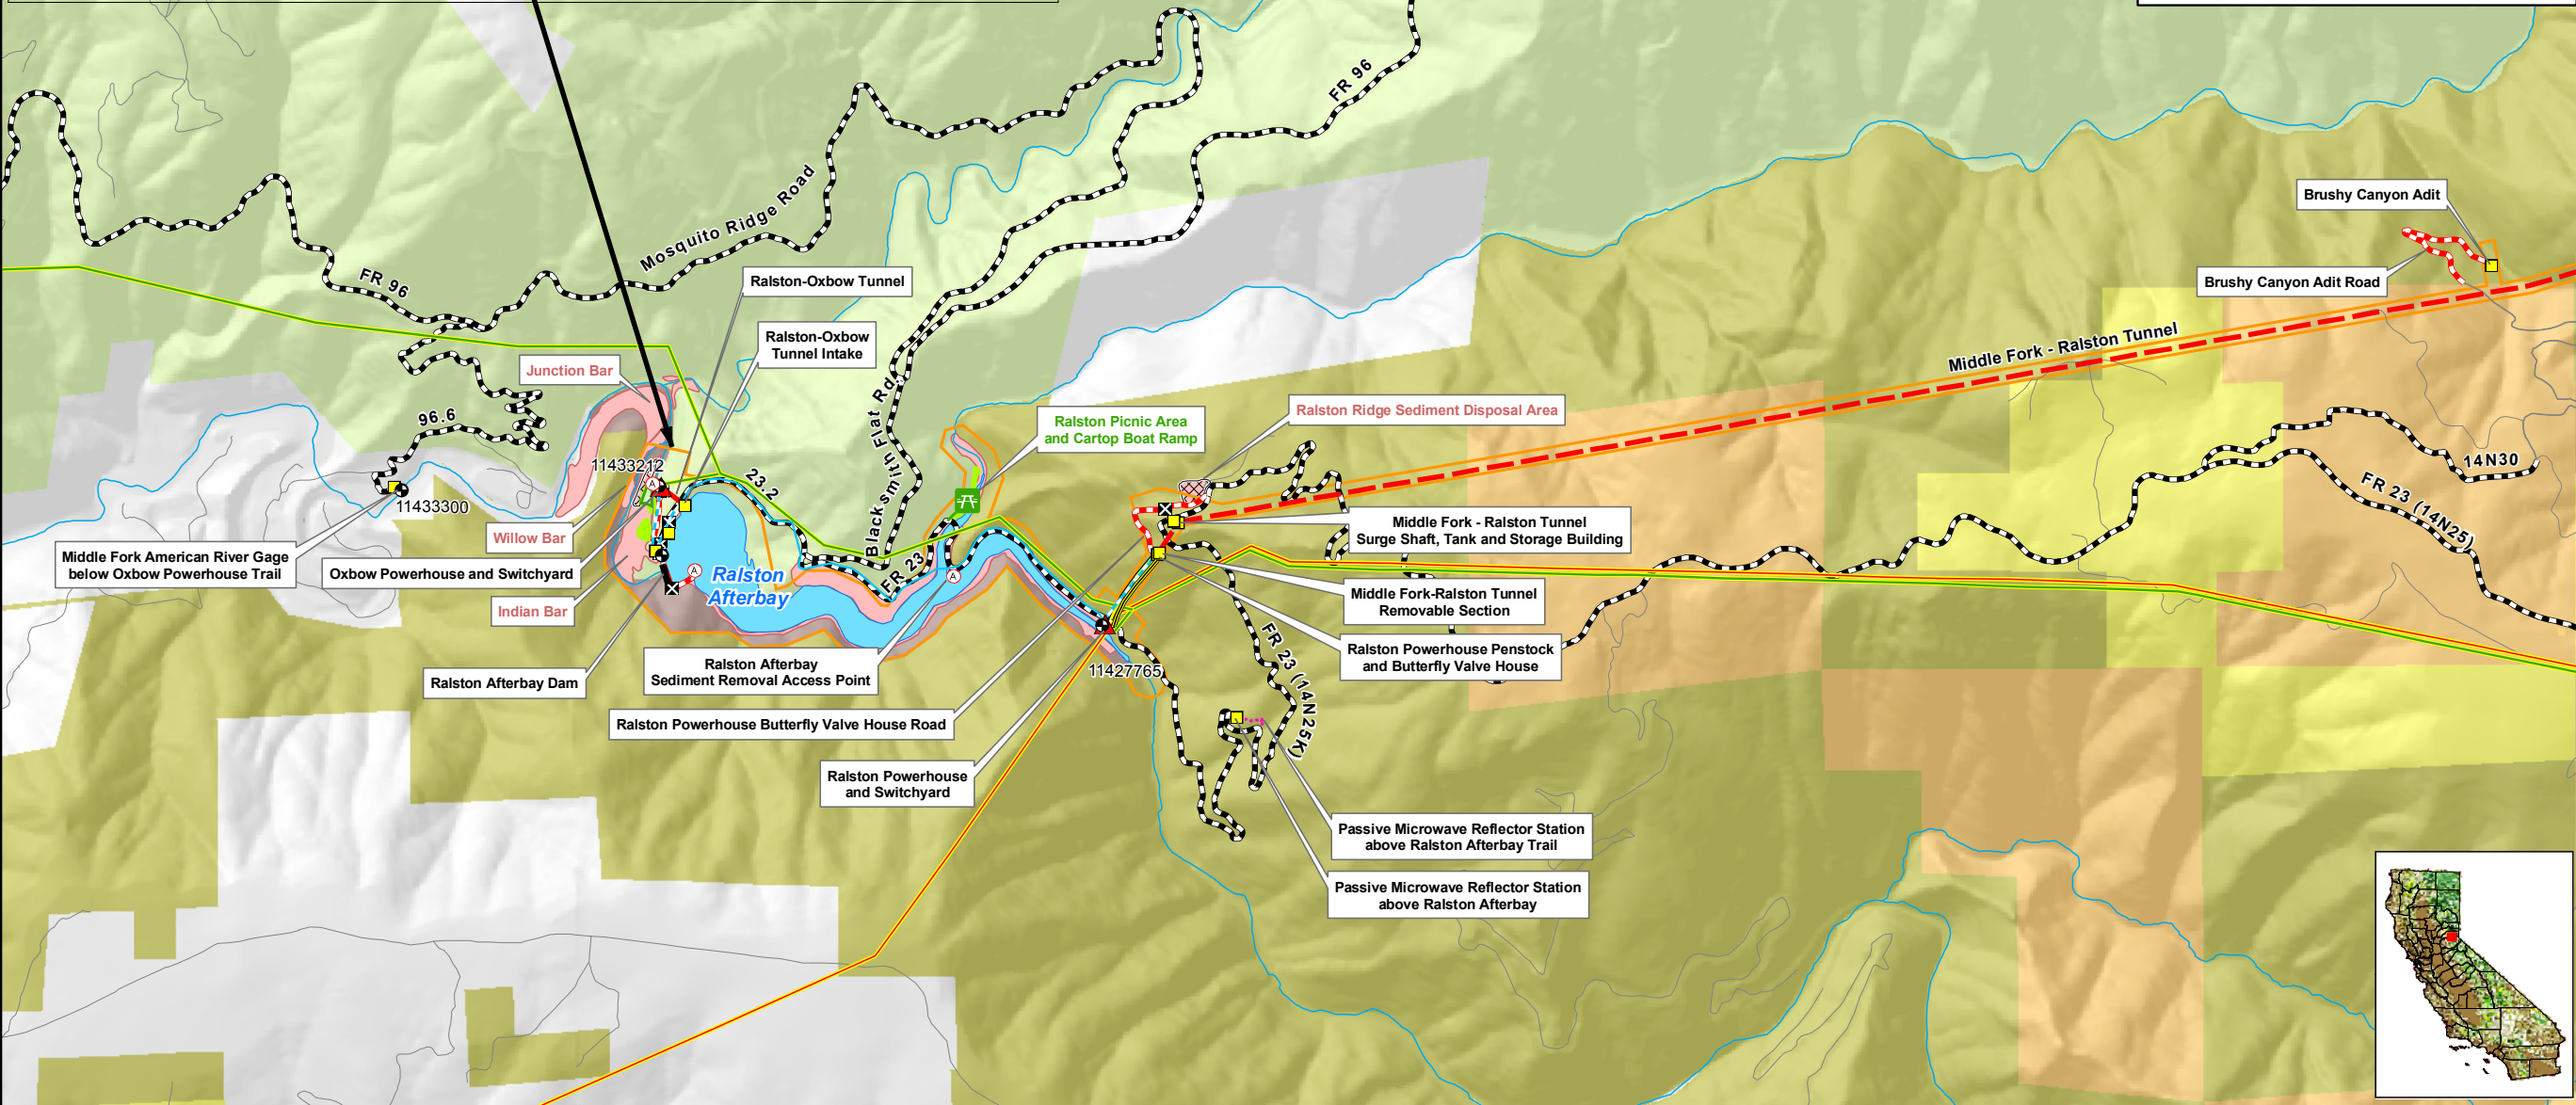 FR 96
Mosquito Ridge Road
Brushy Canyon Adit
FR 96
Ralston-Oxbow Tunnel
Brushy Canyon Adit Road
Ralston-Oxbow
Tunnel Intake
Middle Fork - Ralston Tunnel
Junction Bar
Blacksmith Flat Rd.
96.6
Ralston Picnic Area
and Cartop Boat Ramp
Ralston Ridge Sediment Disposal Area
11433212
23.2
14N30
FR 23 (14N25)
11433300
Willow Bar
Middle Fork - Ralston Tunnel
Surge Shaft, Tank and Storage Building
Middle Fork American River Gage
below Oxbow Powerhouse Trail
Oxbow Powerhouse and Switchyard
A
A
A
Ralston
Afterbay
FR 23
Indian Bar
Middle Fork-Ralston Tunnel
Removable Section
Ralston Powerhouse Penstock
and Butterfly Valve House
FR 23 (14N25K)
Ralston Afterbay Dam
Ralston Afterbay
Sediment Removal Access Point
11427765
Ralston Powerhouse Butterfly Valve House Road
Ralston Powerhouse
and Switchyard
Passive Microwave Reflector Station
above Ralston Afterbay Trail
Passive Microwave Reflector Station
above Ralston Afterbay